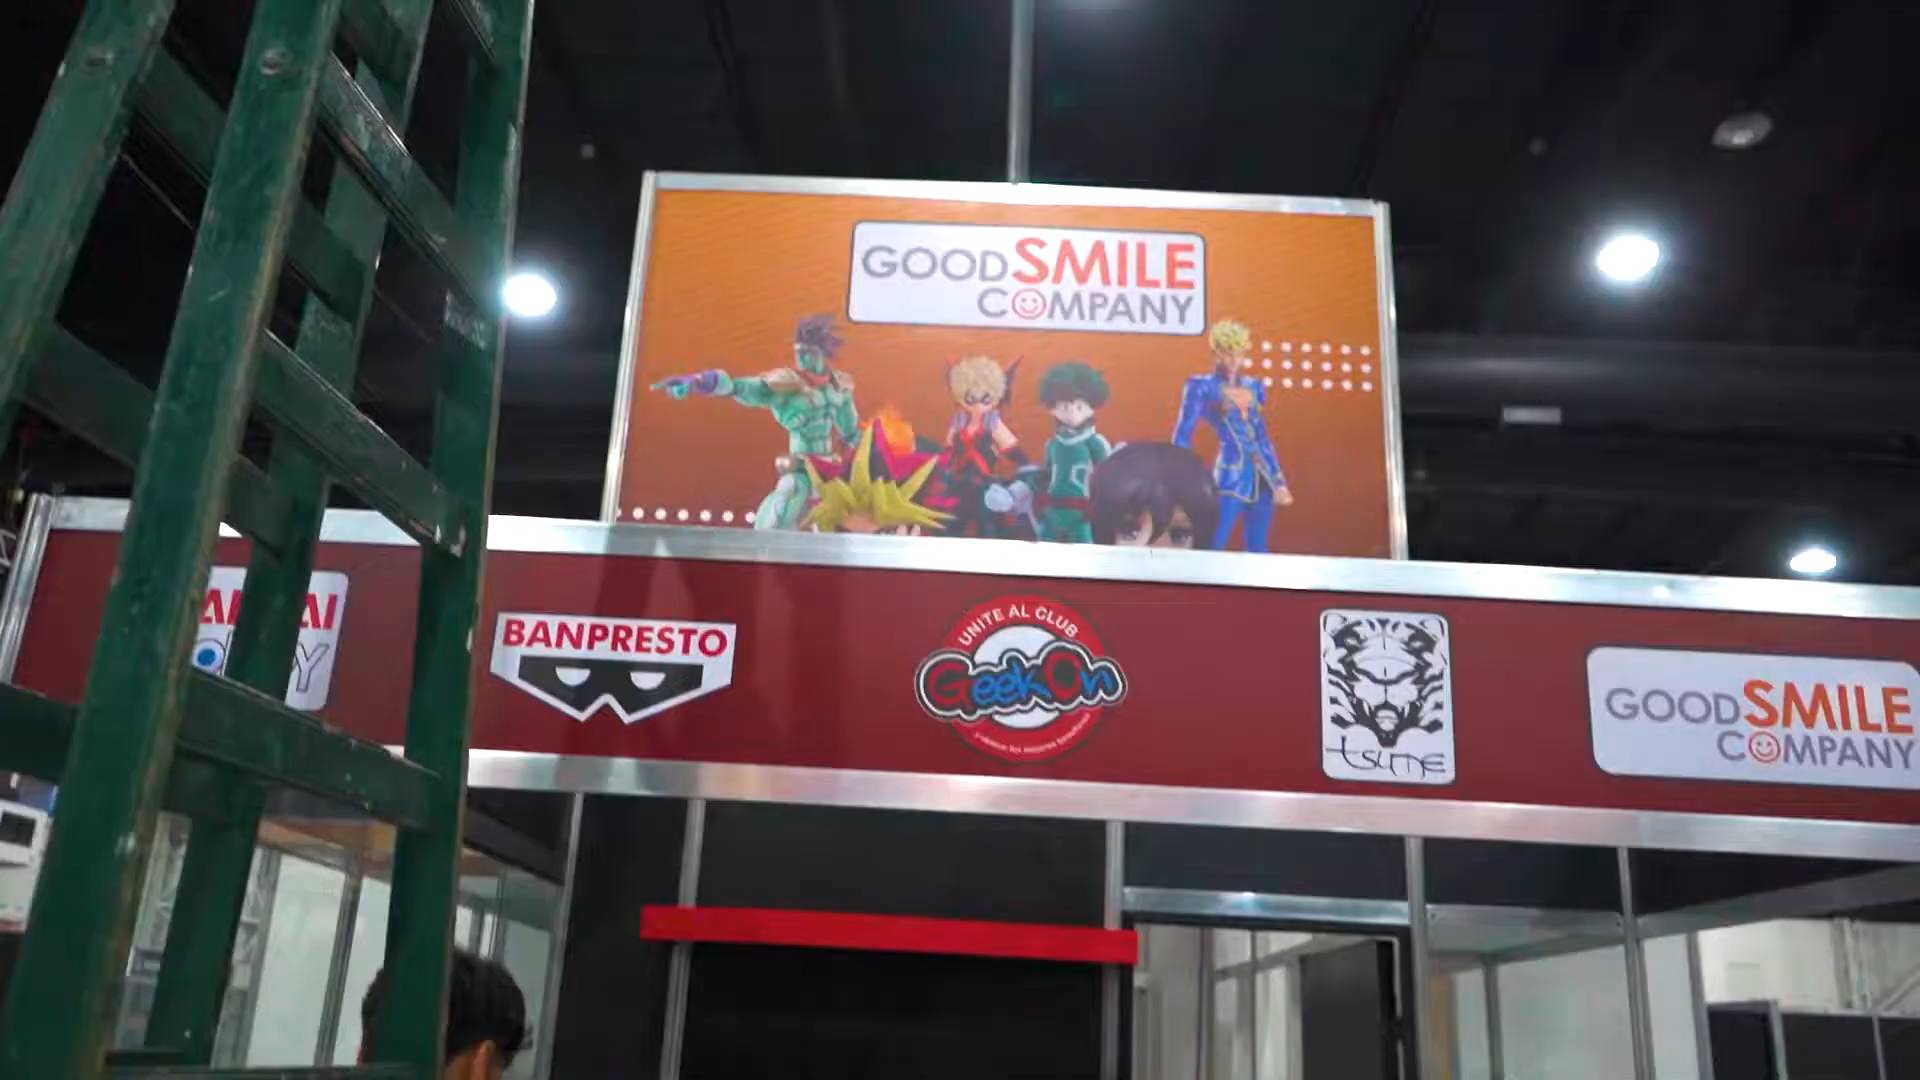 GOOD SMILE
COMPANY
BANPRESTO
UNITE AL CLUB
GeekOn
tsume
GOOD SMILE
COMPANY